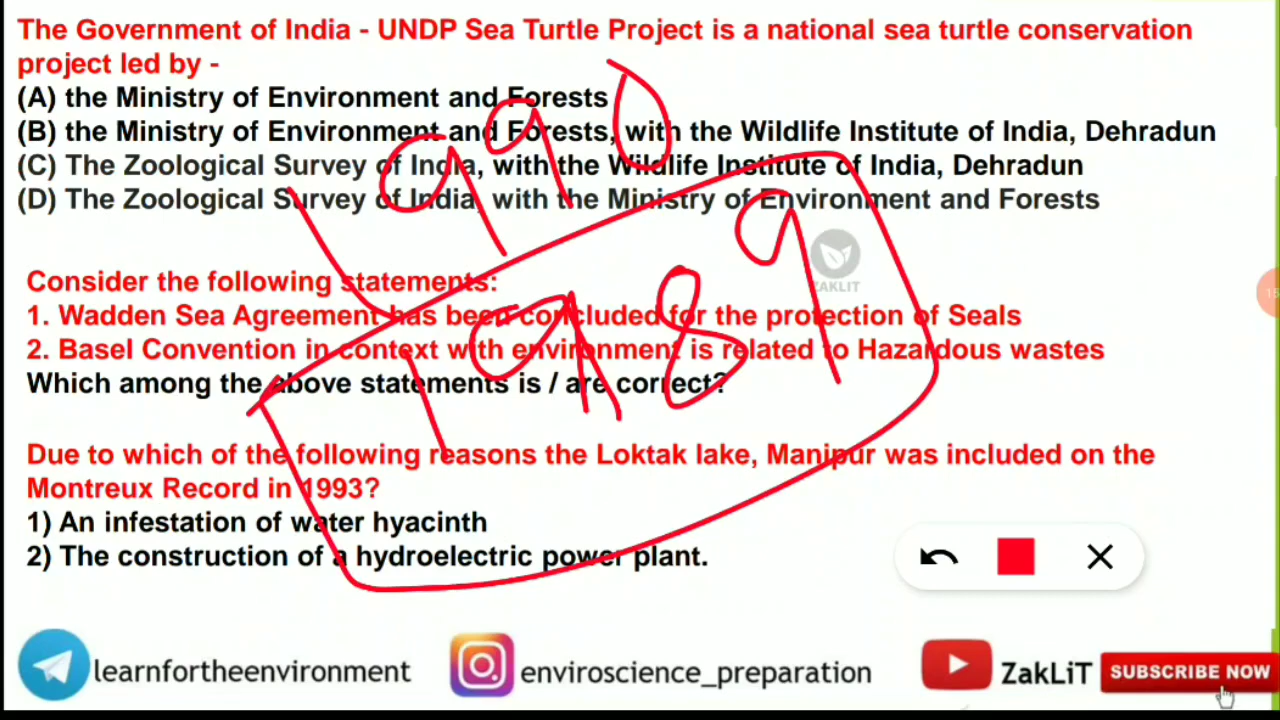 The Government of India - UNDP Sea Turtle Project is a national sea turtle conservation
project led by -
(A) the Ministry of Environment and Forests
(B) the Ministry of Environment and Forests, with the Wildlife Institute of India, Dehradun
(C) The Zoological Survey of India, with the Wildlife Institute of India, Dehradun
(D) The Zoological Survey of India, with the Ministry of Environment and Forests
1990
1989
ZAKLIT
Consider the following statements:
1. Wadden Sea Agreement has been concluded for the protection of Seals
2. Basel Convention in context with environment is related to Hazardous wastes
Which among the above statements is / are correct?
Due to which of the following reasons the Loktak lake, Manipur was included on the
Montreux Record in 1993?
1) An infestation of water hyacinth
2) The construction of a hydroelectric power plant.
learnfortheenvironment
enviroscience_preparation
ZakLiT
SUBSCRIBE NOW